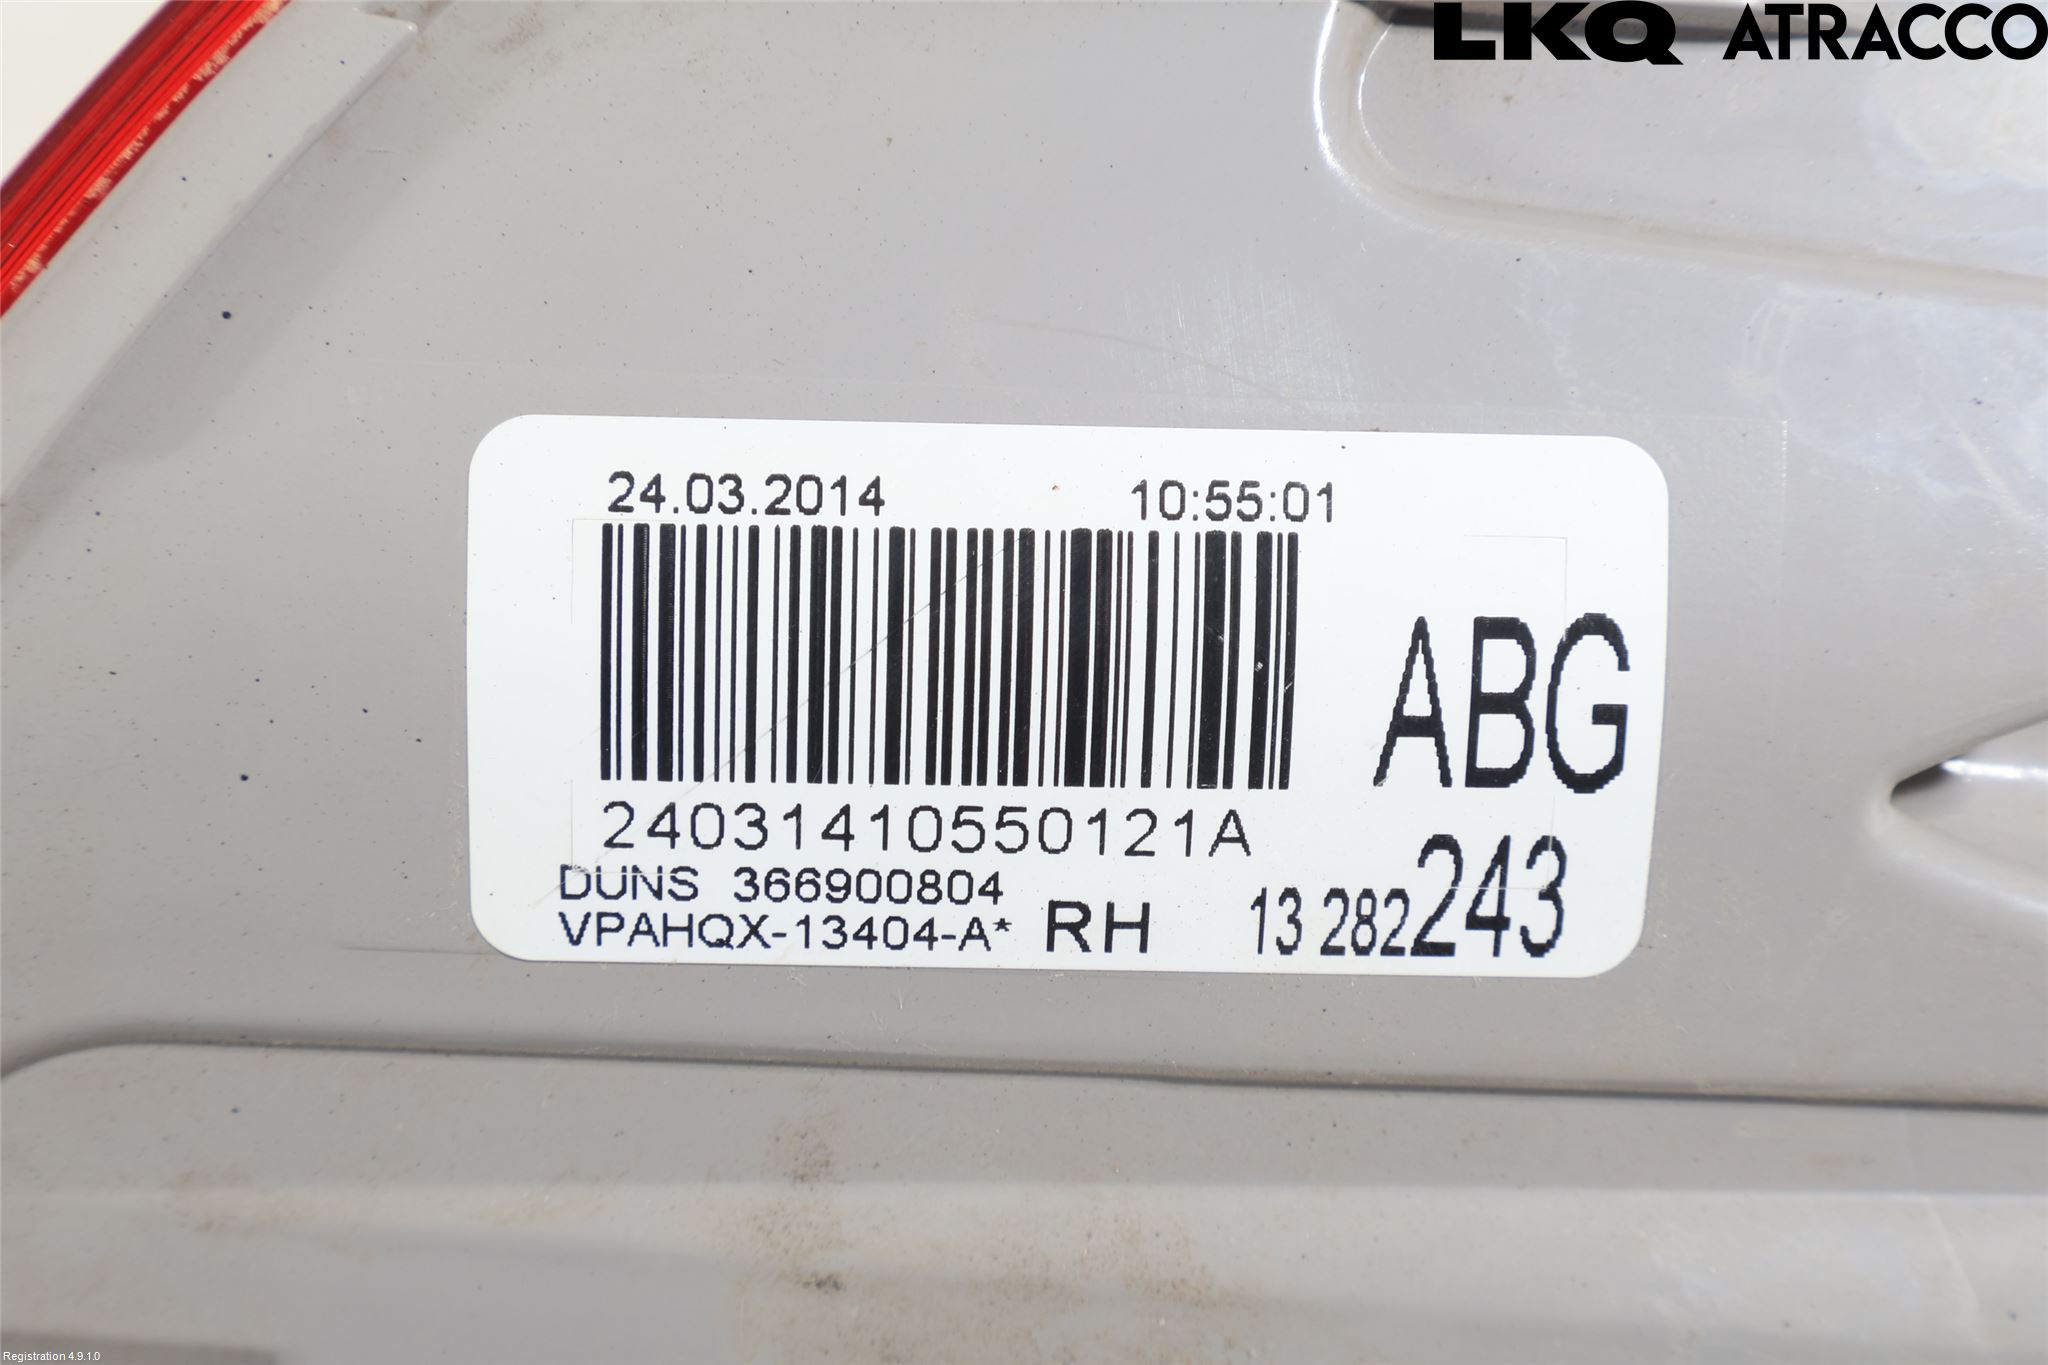 LKQ ATRACCO
24.03.2014 10:55:01
ABG
24031410550121A
DUNS 366900804
VPAHQX-13404-A* RH 13 282243
Registration 4.9.1.0